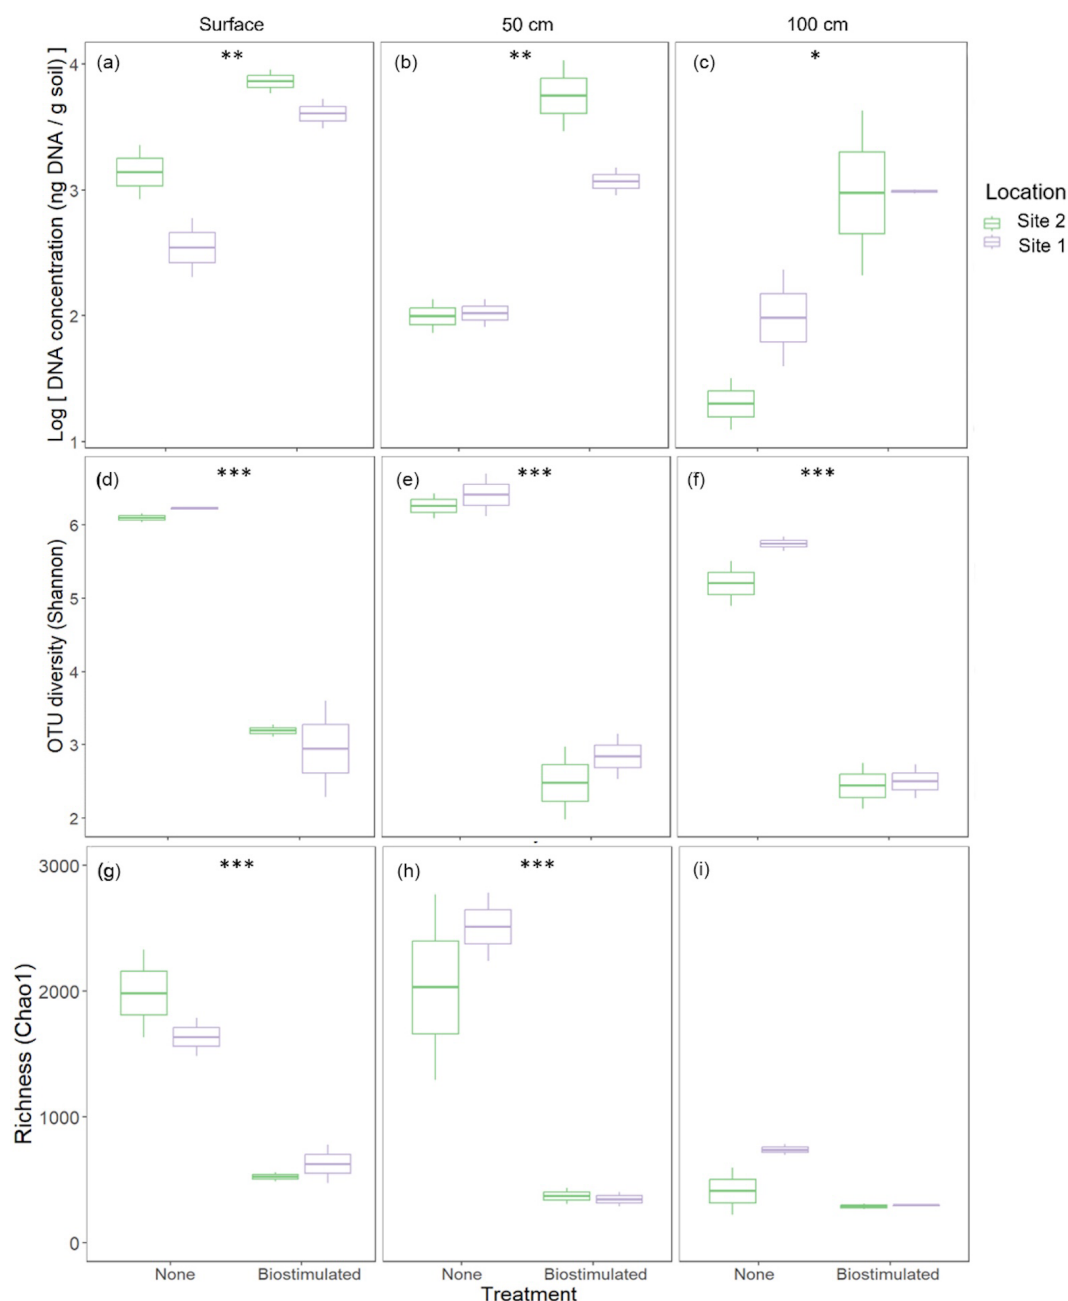 Surface 50 cm 100 cm
(a) ** (b) ** (c) *
Log [ DNA concentration (ng DNA / g soil) ]
4
3
2
1
Location
Site 2
Site 1
(d) *** (e) *** (f) ***
OTU diversity (Shannon)
6
5
4
3
2
(g) *** (h) *** (i)
Richness (Chao1)
3000
2000
1000
0
None Biostimulated None Biostimulated None Biostimulated
Treatment